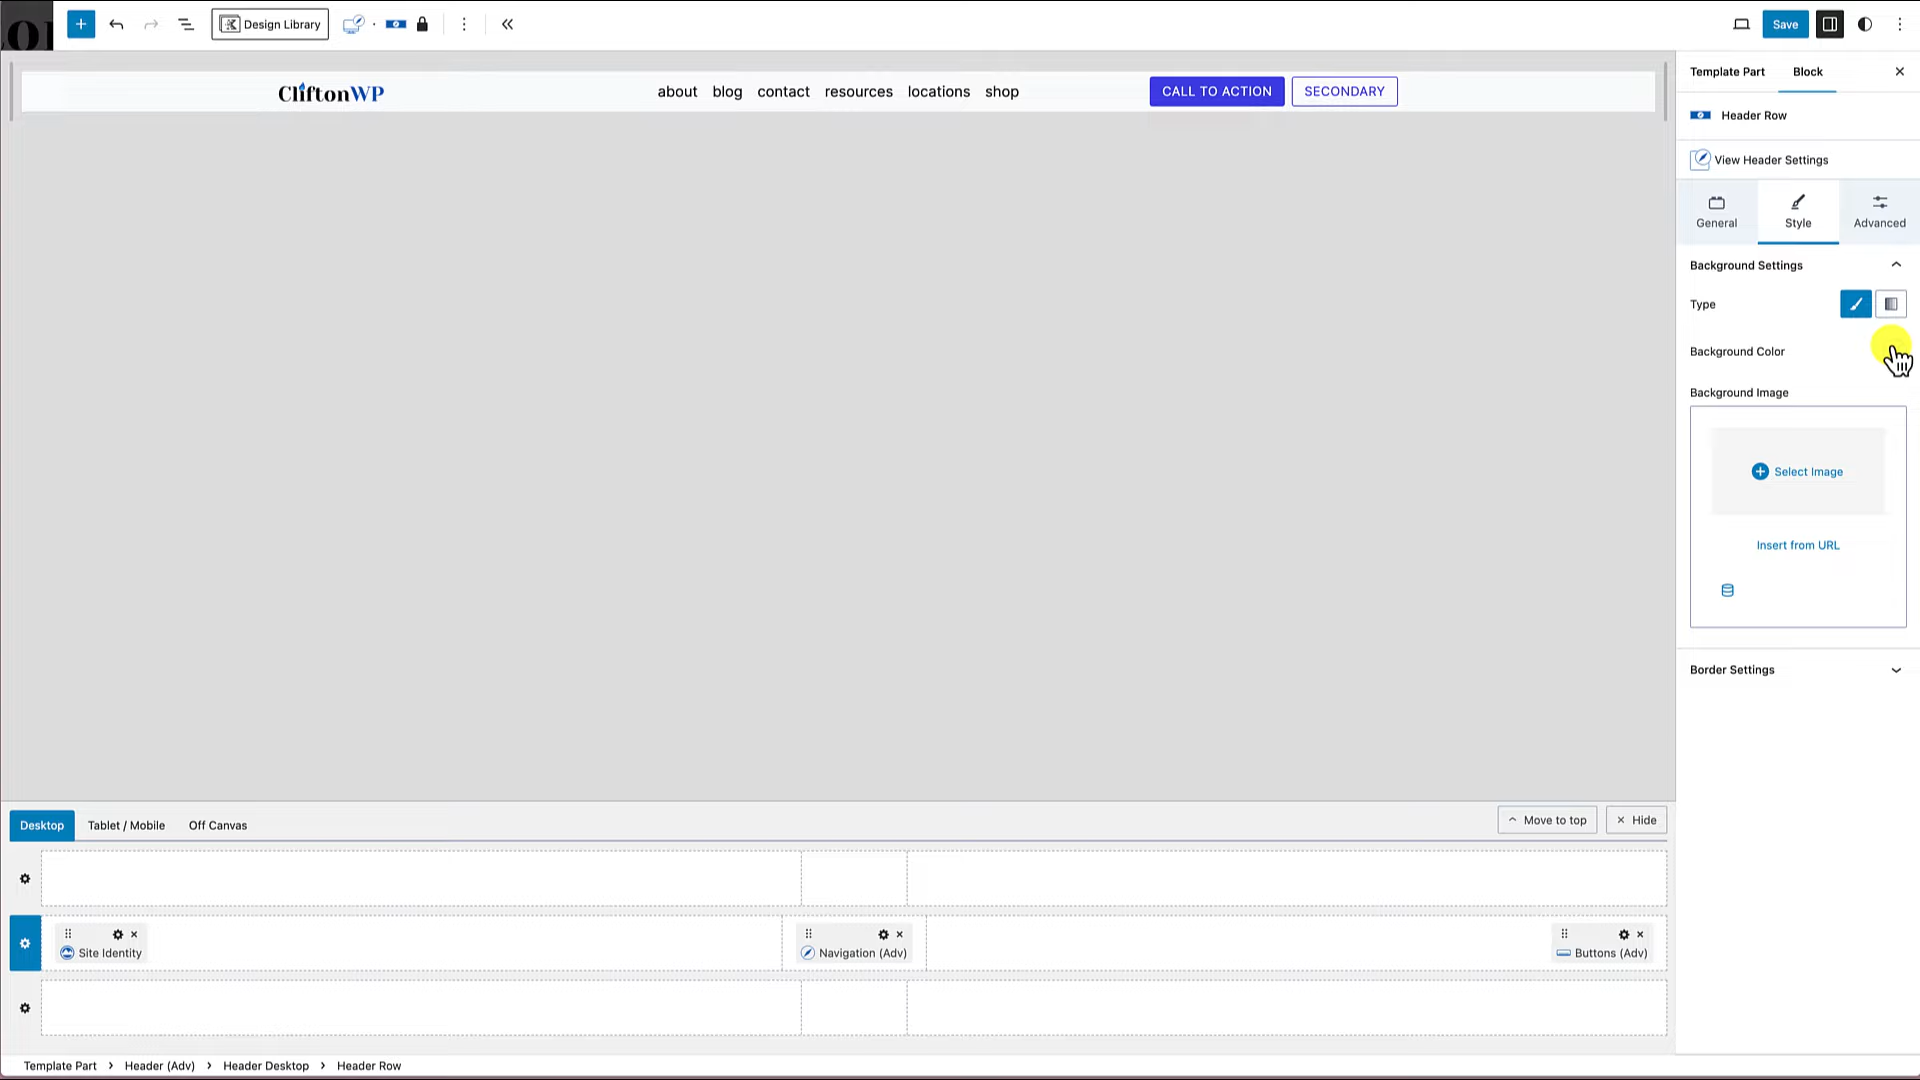 Design Library
Save
CliftonWP
about blog contact resources locations shop
CALL TO ACTION
SECONDARY
Template Part
Block
Header Row
View Header Settings
General
Style
Advanced
Background Settings
Type
Background Color
Background Image
Select Image
Insert from URL
Border Settings
Desktop
Tablet / Mobile
Off Canvas
Move to top
Hide
Site Identity
Navigation (Adv)
Buttons (Adv)
Template Part > Header (Adv) > Header Desktop > Header Row